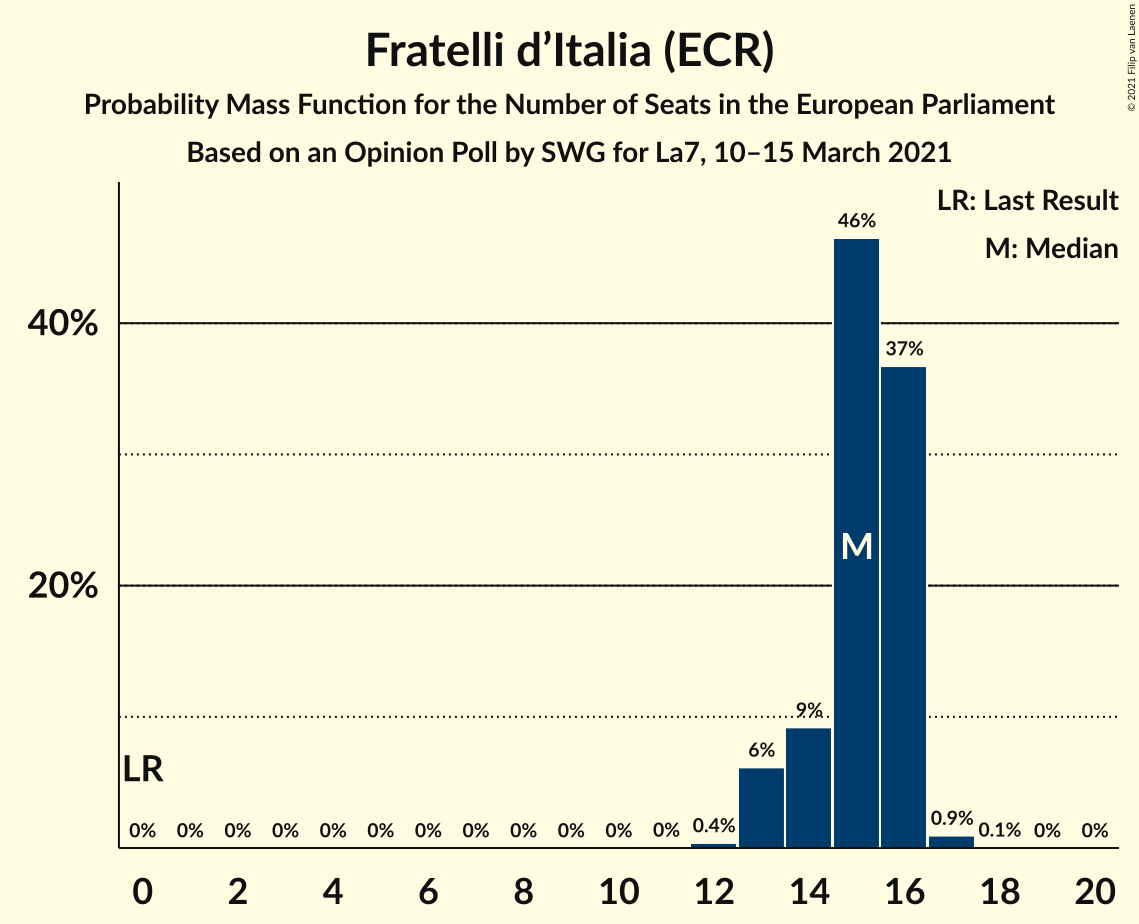 Fratelli d’Italia (ECR)
Probability Mass Function for the Number of Seats in the European Parliament
Based on an Opinion Poll by SWG for La7, 10–15 March 2021
© 2021 Filip van Laenen
LR: Last Result
M: Median
46%
40%
37%
M
20%
9%
6%
LR
0% 0% 0% 0% 0% 0% 0% 0% 0% 0% 0% 0% 0.4% 0.9% 0.1% 0% 0%
0 2 4 6 8 10 12 14 16 18 20